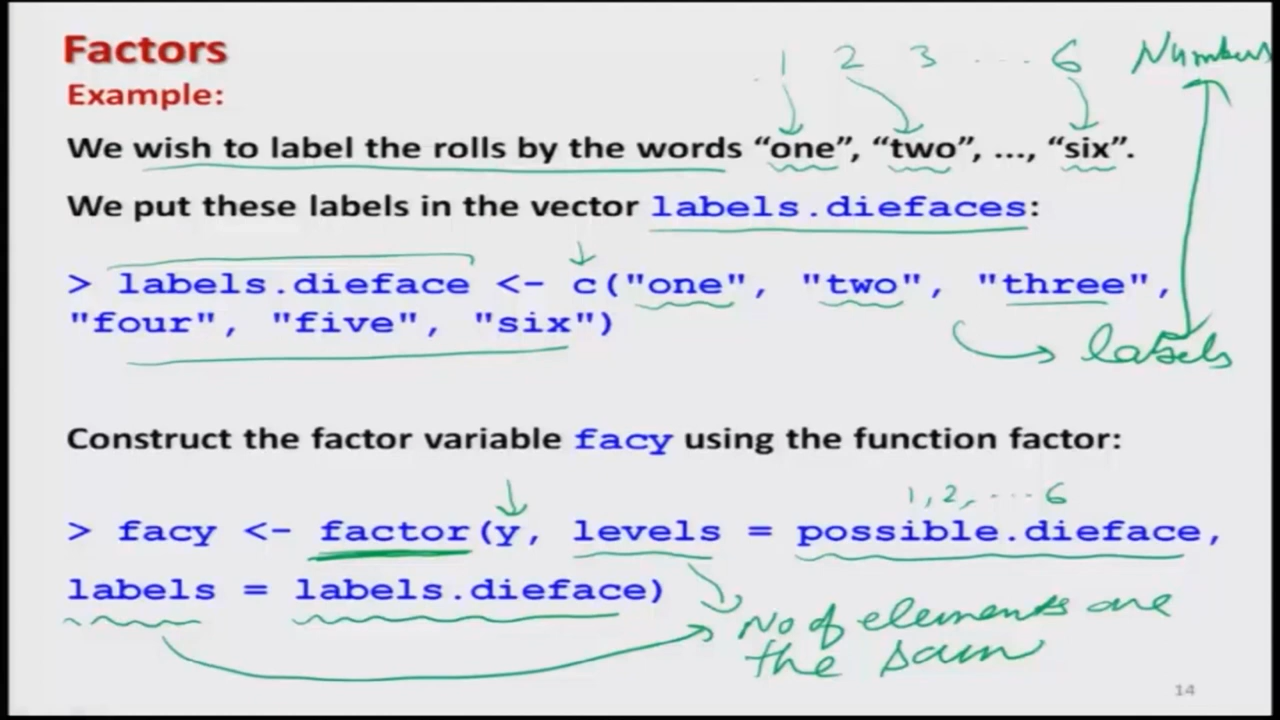 Factors
1 2 3 ... 6 Numbers
Example:
We wish to label the rolls by the words “one”, “two”, ..., “six”.
We put these labels in the vector labels.diefaces:
> labels.dieface <- c("one", "two", "three",
"four", "five", "six")
labels
Construct the factor variable facy using the function factor:
1, 2, ... 6
> facy <- factor(y, levels = possible.dieface,
labels = labels.dieface)
No of elements are
the sam
14